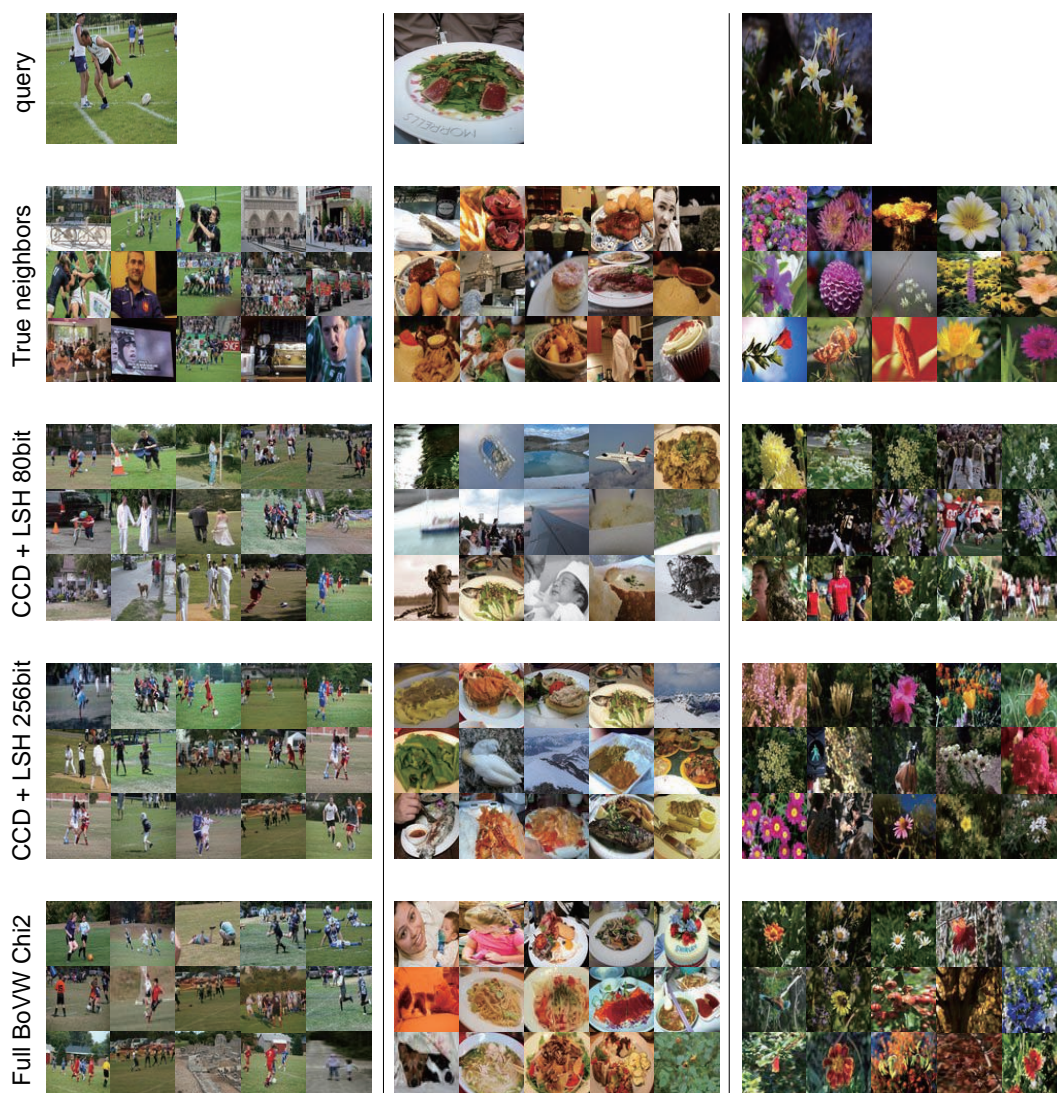 query
MORRELLS
True neighbors
CCD + LSH 80bit
CCD + LSH 256bit
Full BoVW Chi2